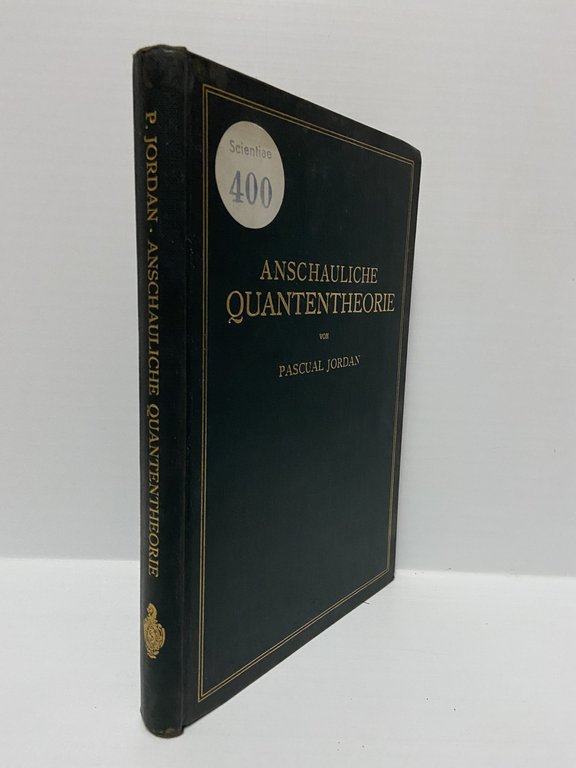 P. JORDAN · ANSCHAULICHE QUANTENTHEORIE
Scientiae
400
ANSCHAULICHE
QUANTENTHEORIE
VON
PASCUAL JORDAN